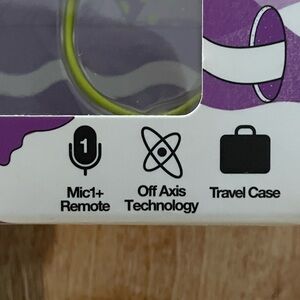 1
Mic1+
Remote
Off Axis
Technology
Travel Case